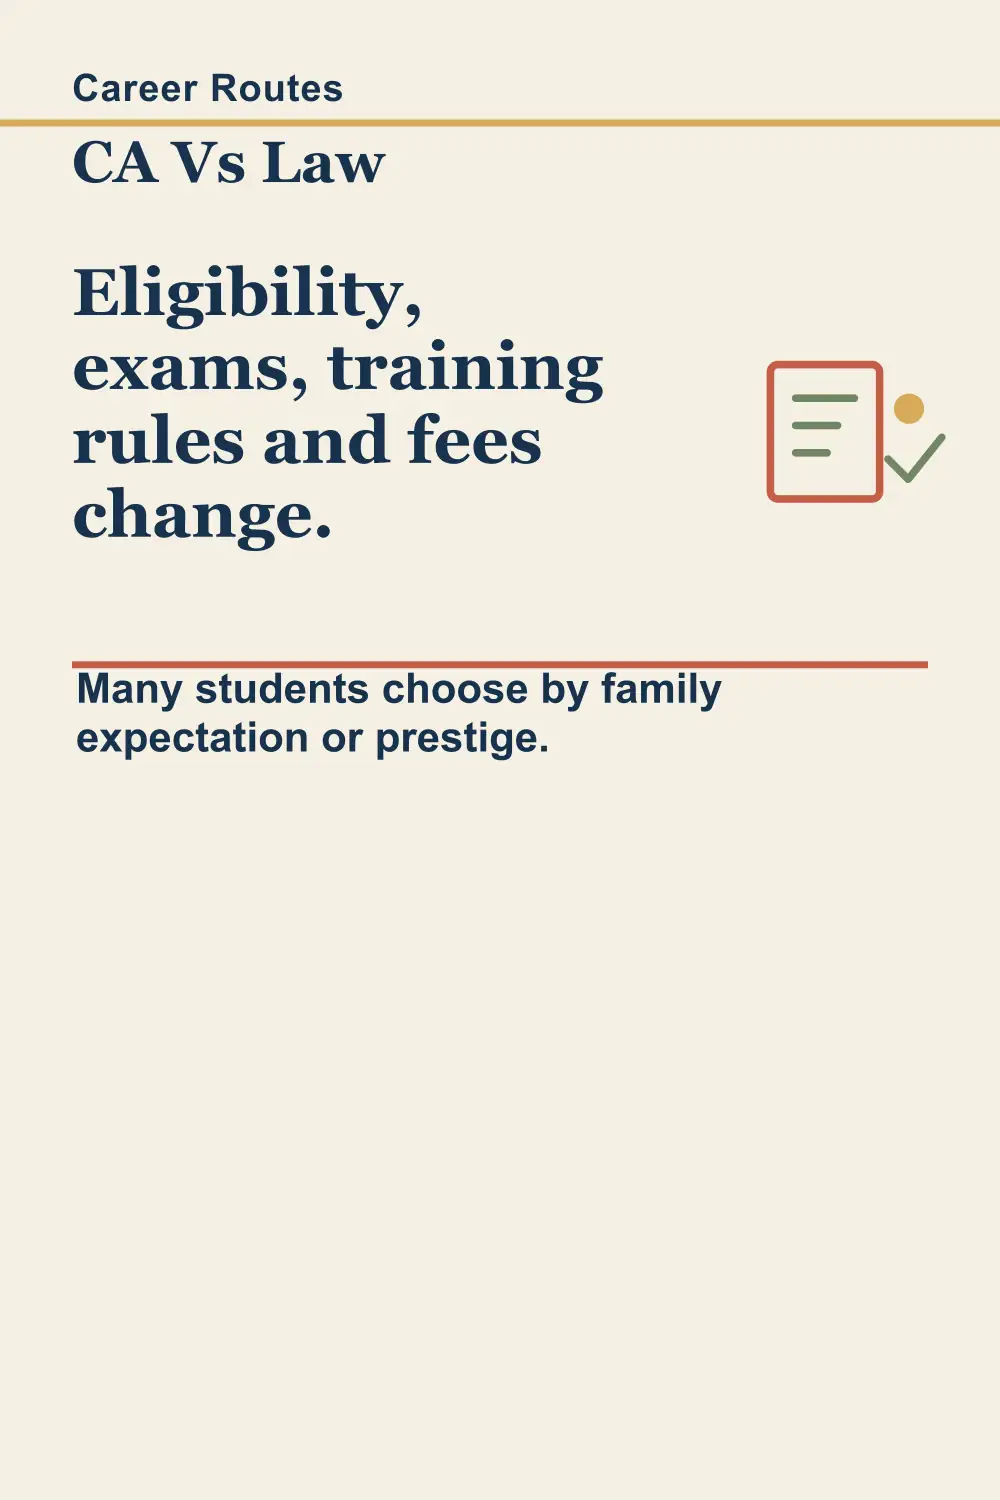 Career Routes
CA Vs Law
Eligibility,
exams, training
rules and fees
change.
Many students choose by family
expectation or prestige.